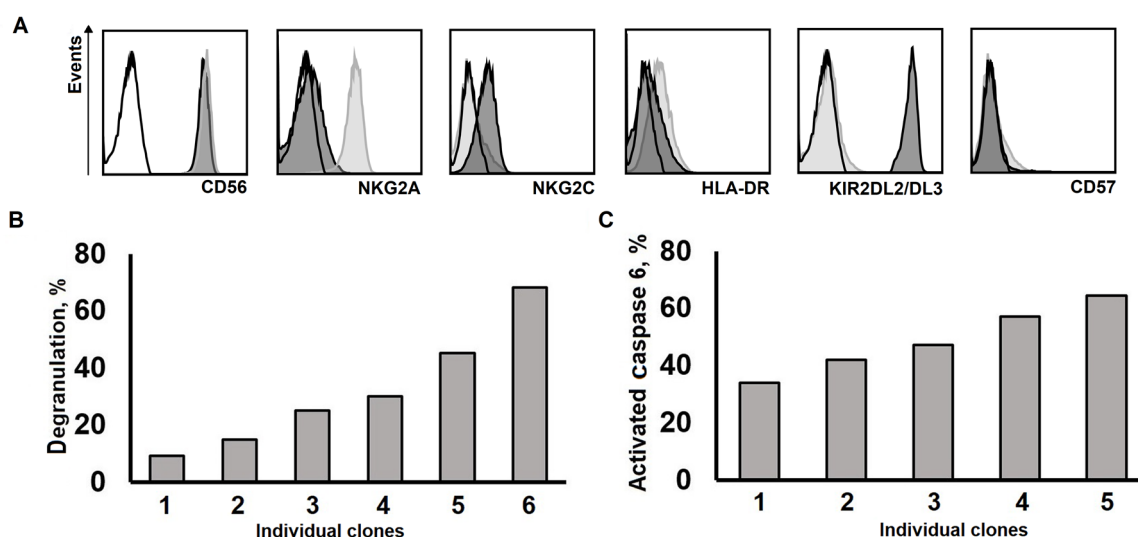 A
Events
CD56
NKG2A
NKG2C
HLA-DR
KIR2DL2/DL3
CD57
B
Degranulation, %
80
60
40
20
0
1 2 3 4 5 6
Individual clones
C
Activated caspase 6, %
80
60
40
20
0
1 2 3 4 5
Individual clones